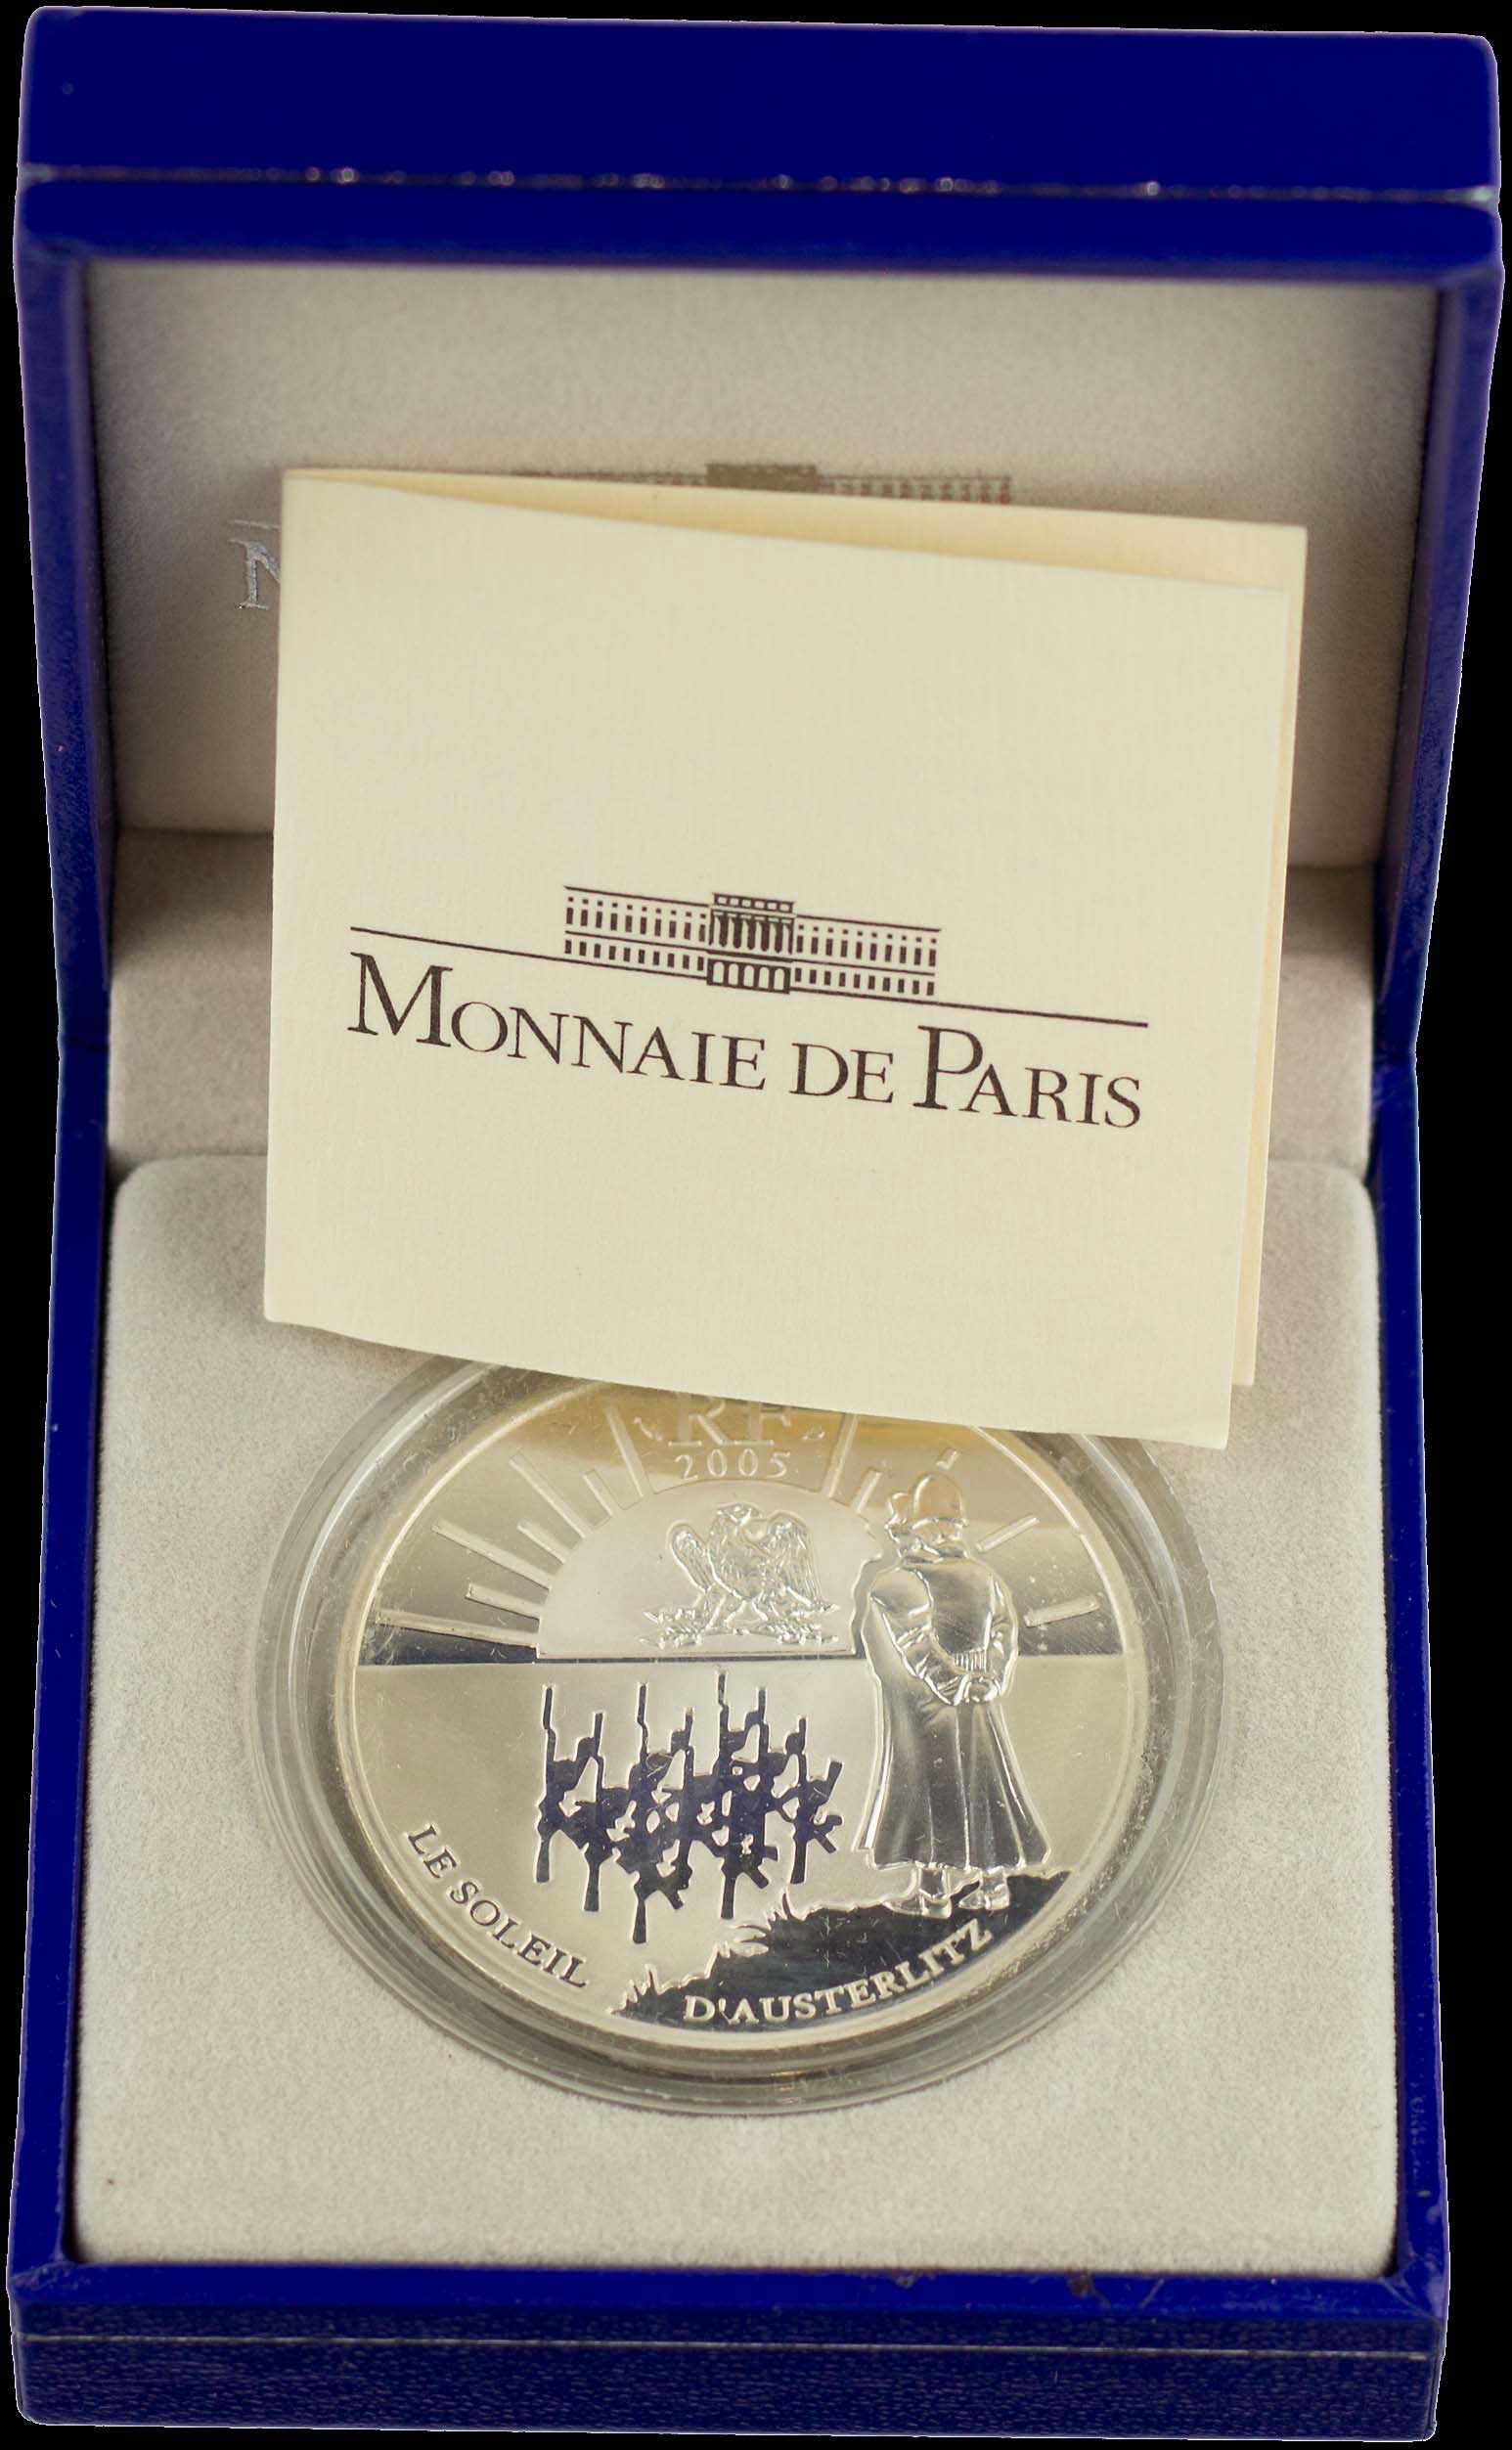 MONNAIE DE PARIS
RF
2005
LE SOLEIL
D'AUSTERLITZ